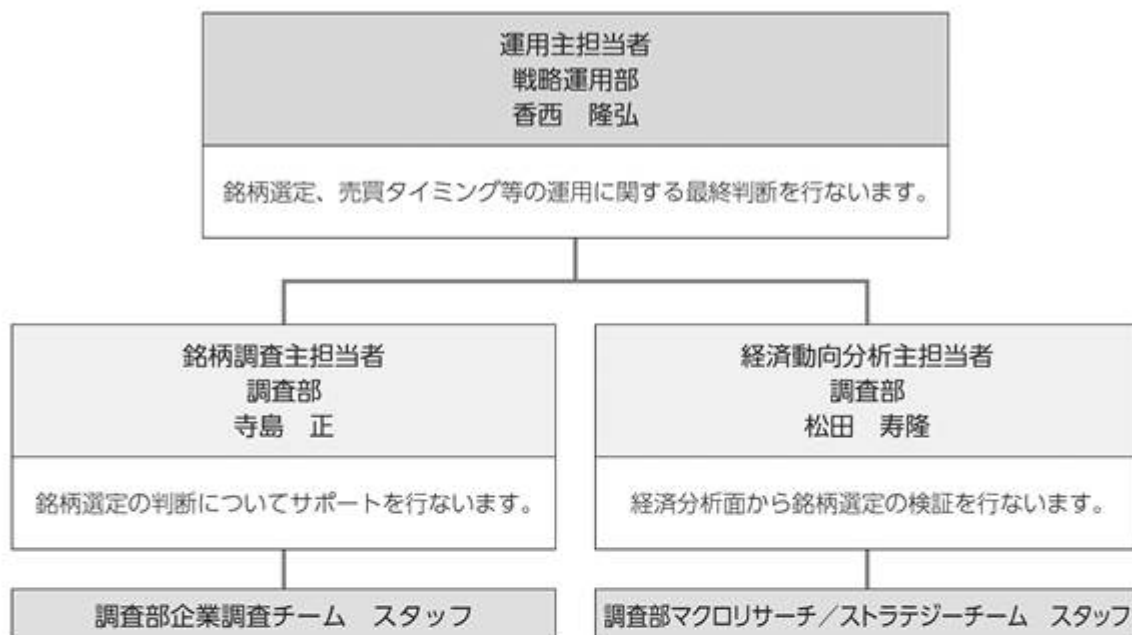 運用主担当者
戦略運用部
香西　隆弘
銘柄選定、売買タイミング等の運用に関する最終判断を行ないます。
銘柄調査主担当者
調査部
寺島　正
銘柄選定の判断についてサポートを行ないます。
調査部企業調査チーム　スタッフ
経済動向分析主担当者
調査部
松田　寿隆
経済分析面から銘柄選定の検証を行ないます。
調査部マクロリサーチ／ストラテジーチーム　スタッフ